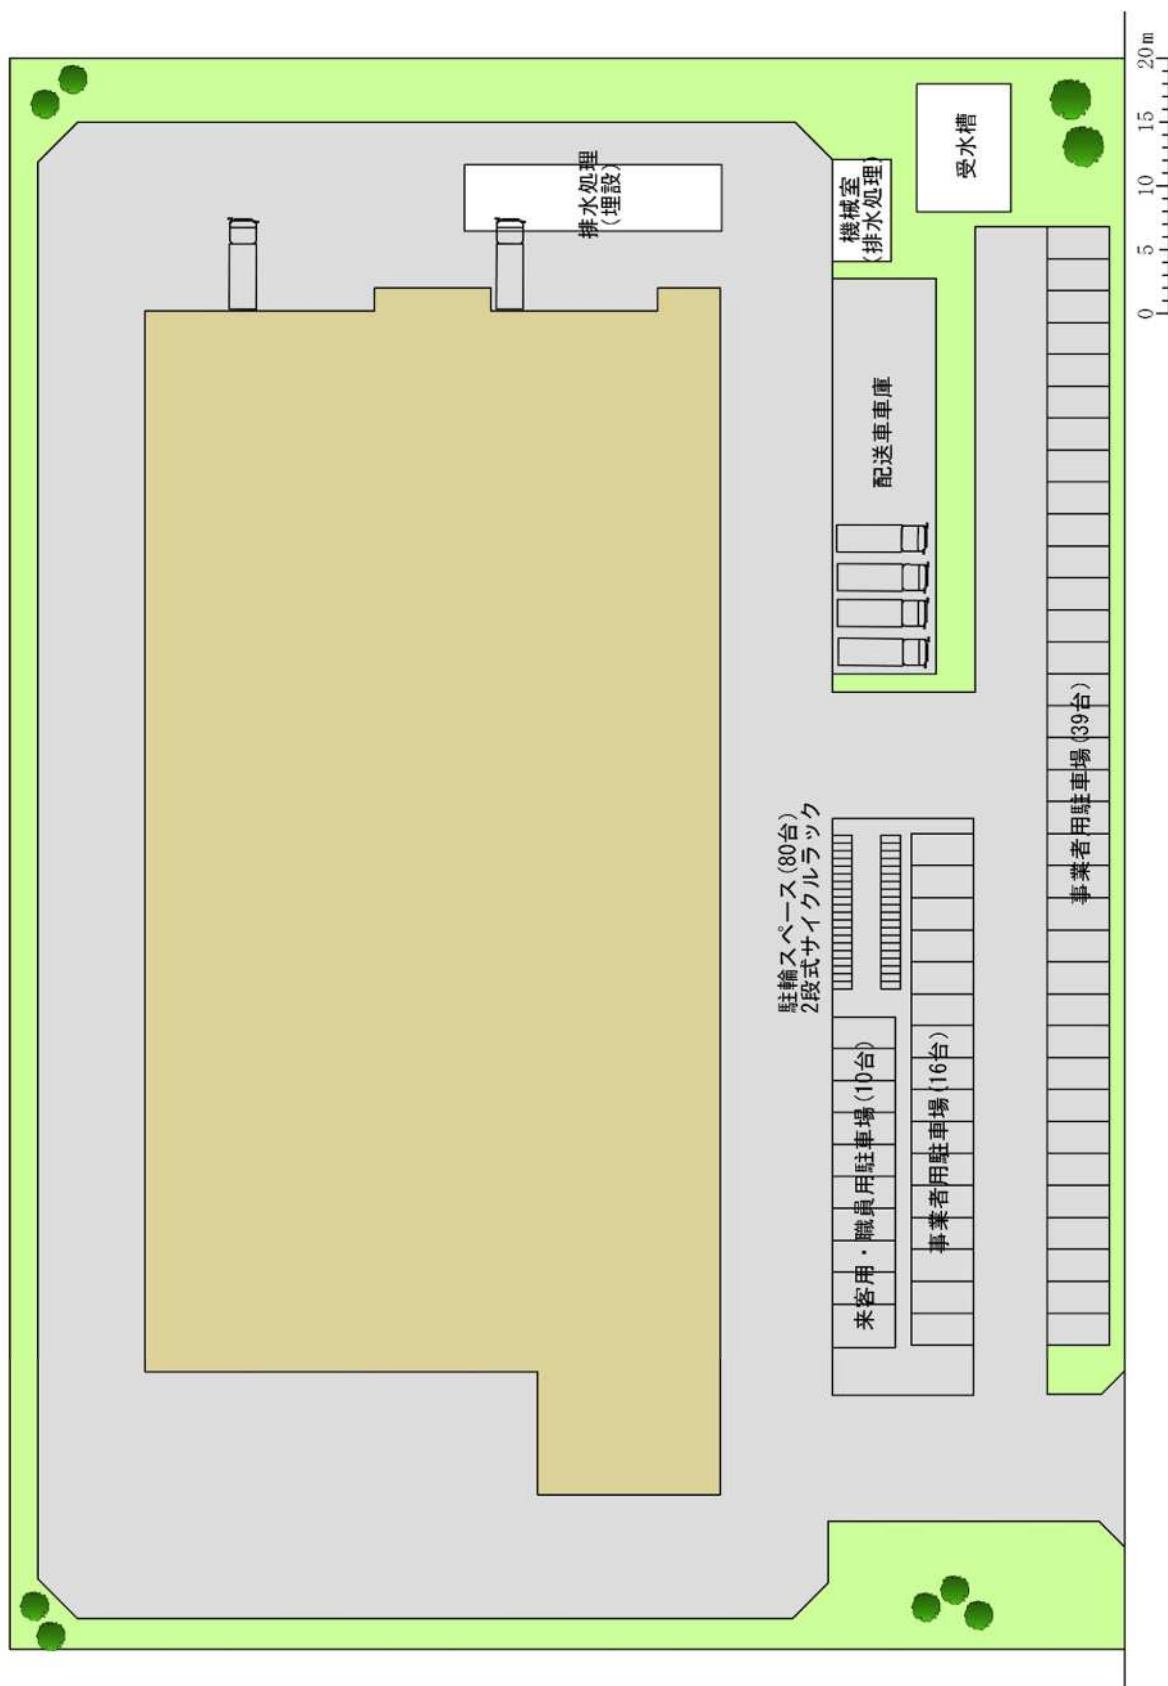 排水処理
（埋設）
機械室
（排水処理）
受水槽
配送車車庫
駐輪スペース（80台）
2段式サイクルラック
来客用・職員用駐車場（10台）
事業者用駐車場（16台）
事業者用駐車場（39台）
0 5 10 15 20m